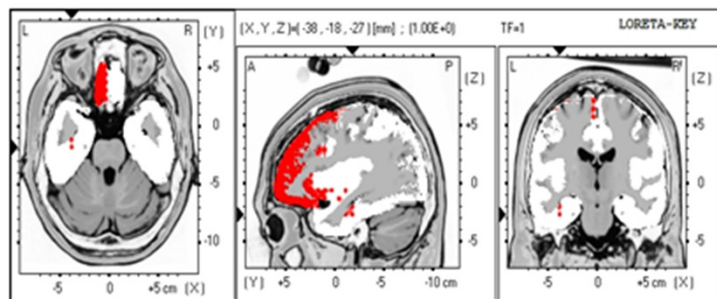 L R (Y)
+5
0
-5
-10
-5 0 +5 cm (X)
(X, Y, Z)=( -38, -18, -27) [mm] ; (1.00E+0) TF=1 LORETA-KEY
A P (Z)
+5
0
-5
(Y) +5 0 -5 -10 cm
L R (Z)
+5
0
-5
-5 0 +5 cm (X)